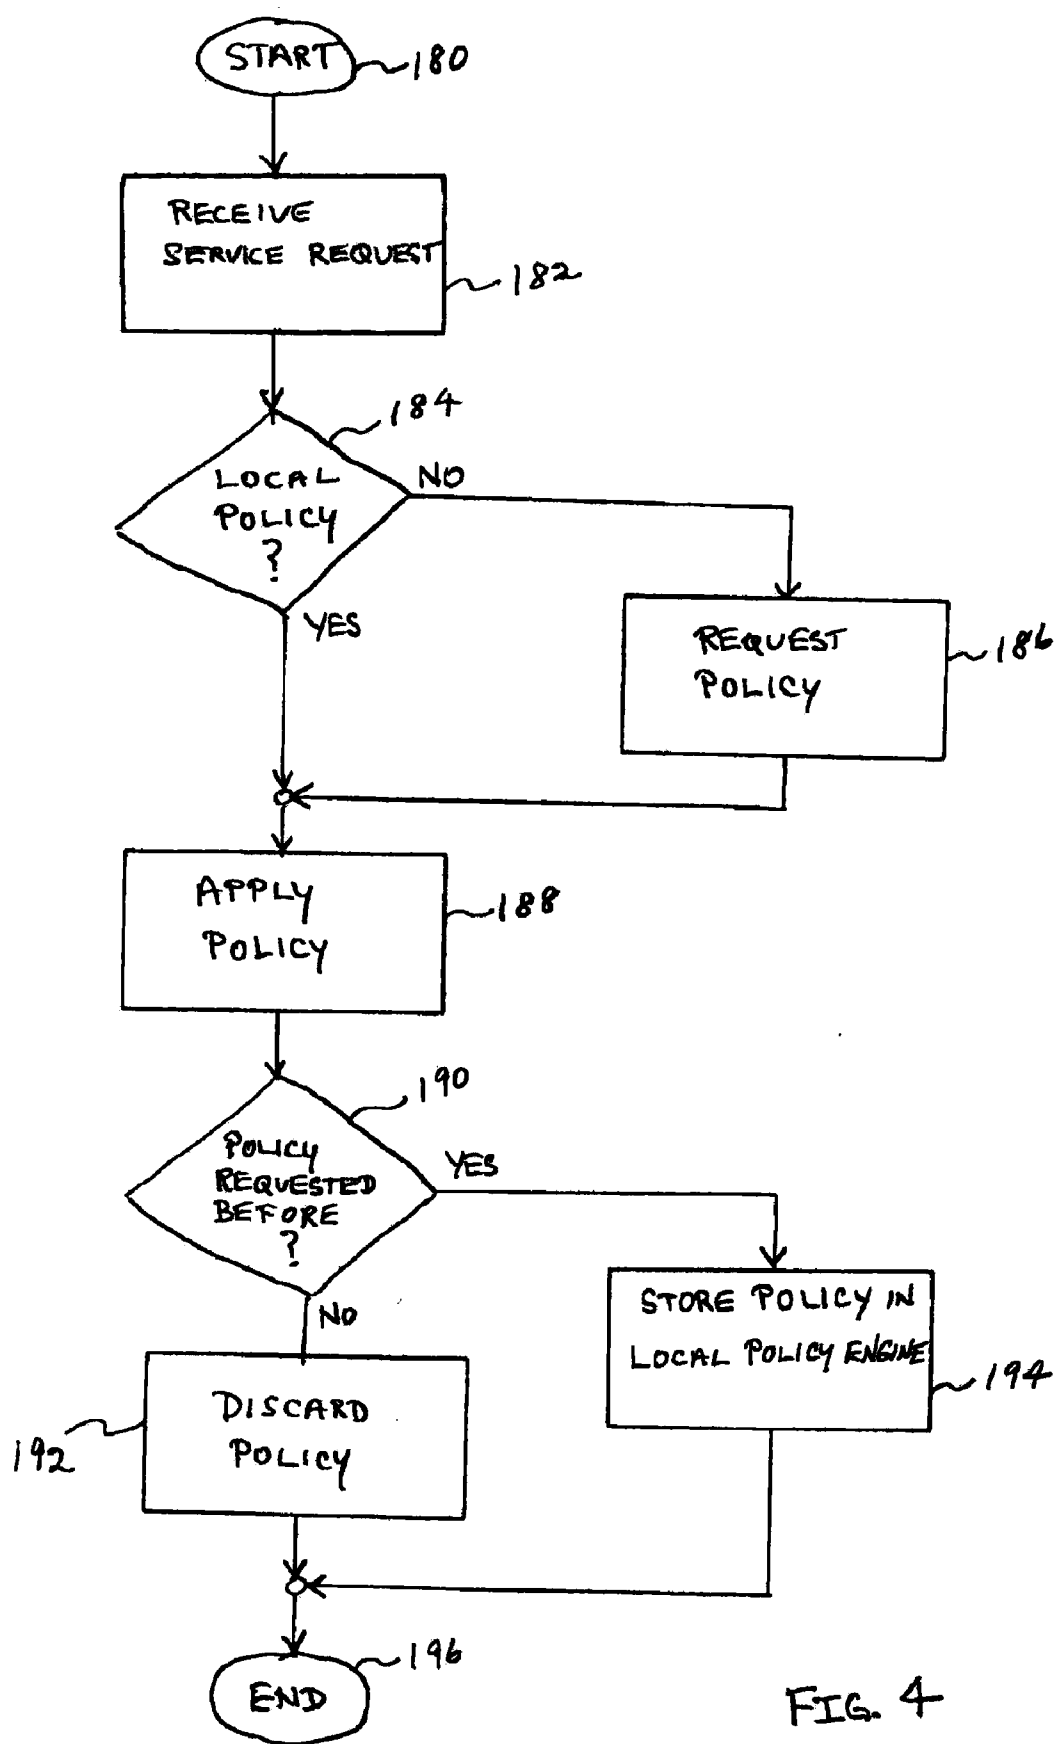 START
180
RECEIVE
SERVICE REQUEST
182
184
LOCAL
POLICY
?
NO
YES
REQUEST
POLICY
186
APPLY
POLICY
188
190
POLICY
REQUESTED
BEFORE
?
YES
NO
STORE POLICY IN
LOCAL POLICY ENGINE
194
DISCARD
POLICY
192
196
END
FIG. 4